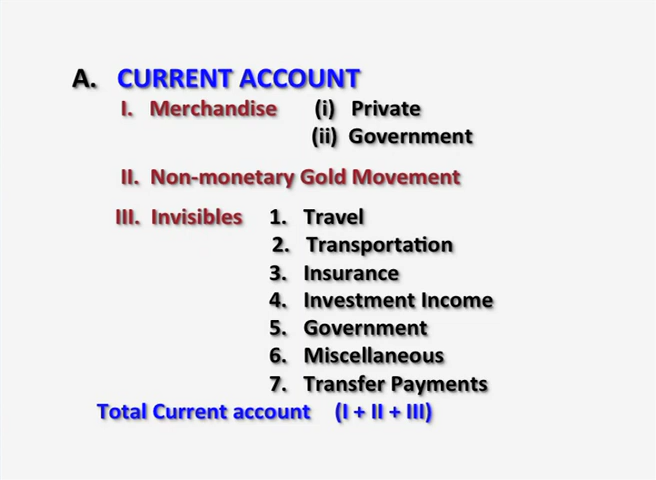 A. CURRENT ACCOUNT
I. Merchandise (i) Private
(ii) Government
II. Non-monetary Gold Movement
III. Invisibles 1. Travel
2. Transportation
3. Insurance
4. Investment Income
5. Government
6. Miscellaneous
7. Transfer Payments
Total Current account (I + II + III)